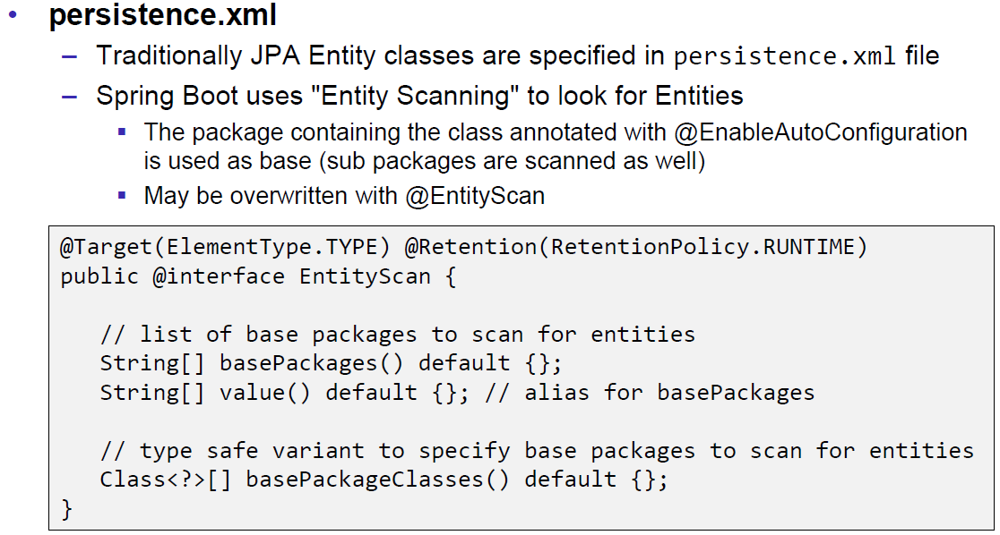 • persistence.xml
– Traditionally JPA Entity classes are specified in persistence.xml file
– Spring Boot uses "Entity Scanning" to look for Entities
▪ The package containing the class annotated with @EnableAutoConfiguration
is used as base (sub packages are scanned as well)
▪ May be overwritten with @EntityScan
@Target(ElementType.TYPE) @Retention(RetentionPolicy.RUNTIME)
public @interface EntityScan {
// list of base packages to scan for entities
String[] basePackages() default {};
String[] value() default {}; // alias for basePackages
// type safe variant to specify base packages to scan for entities
Class<?>[] basePackageClasses() default {};
}